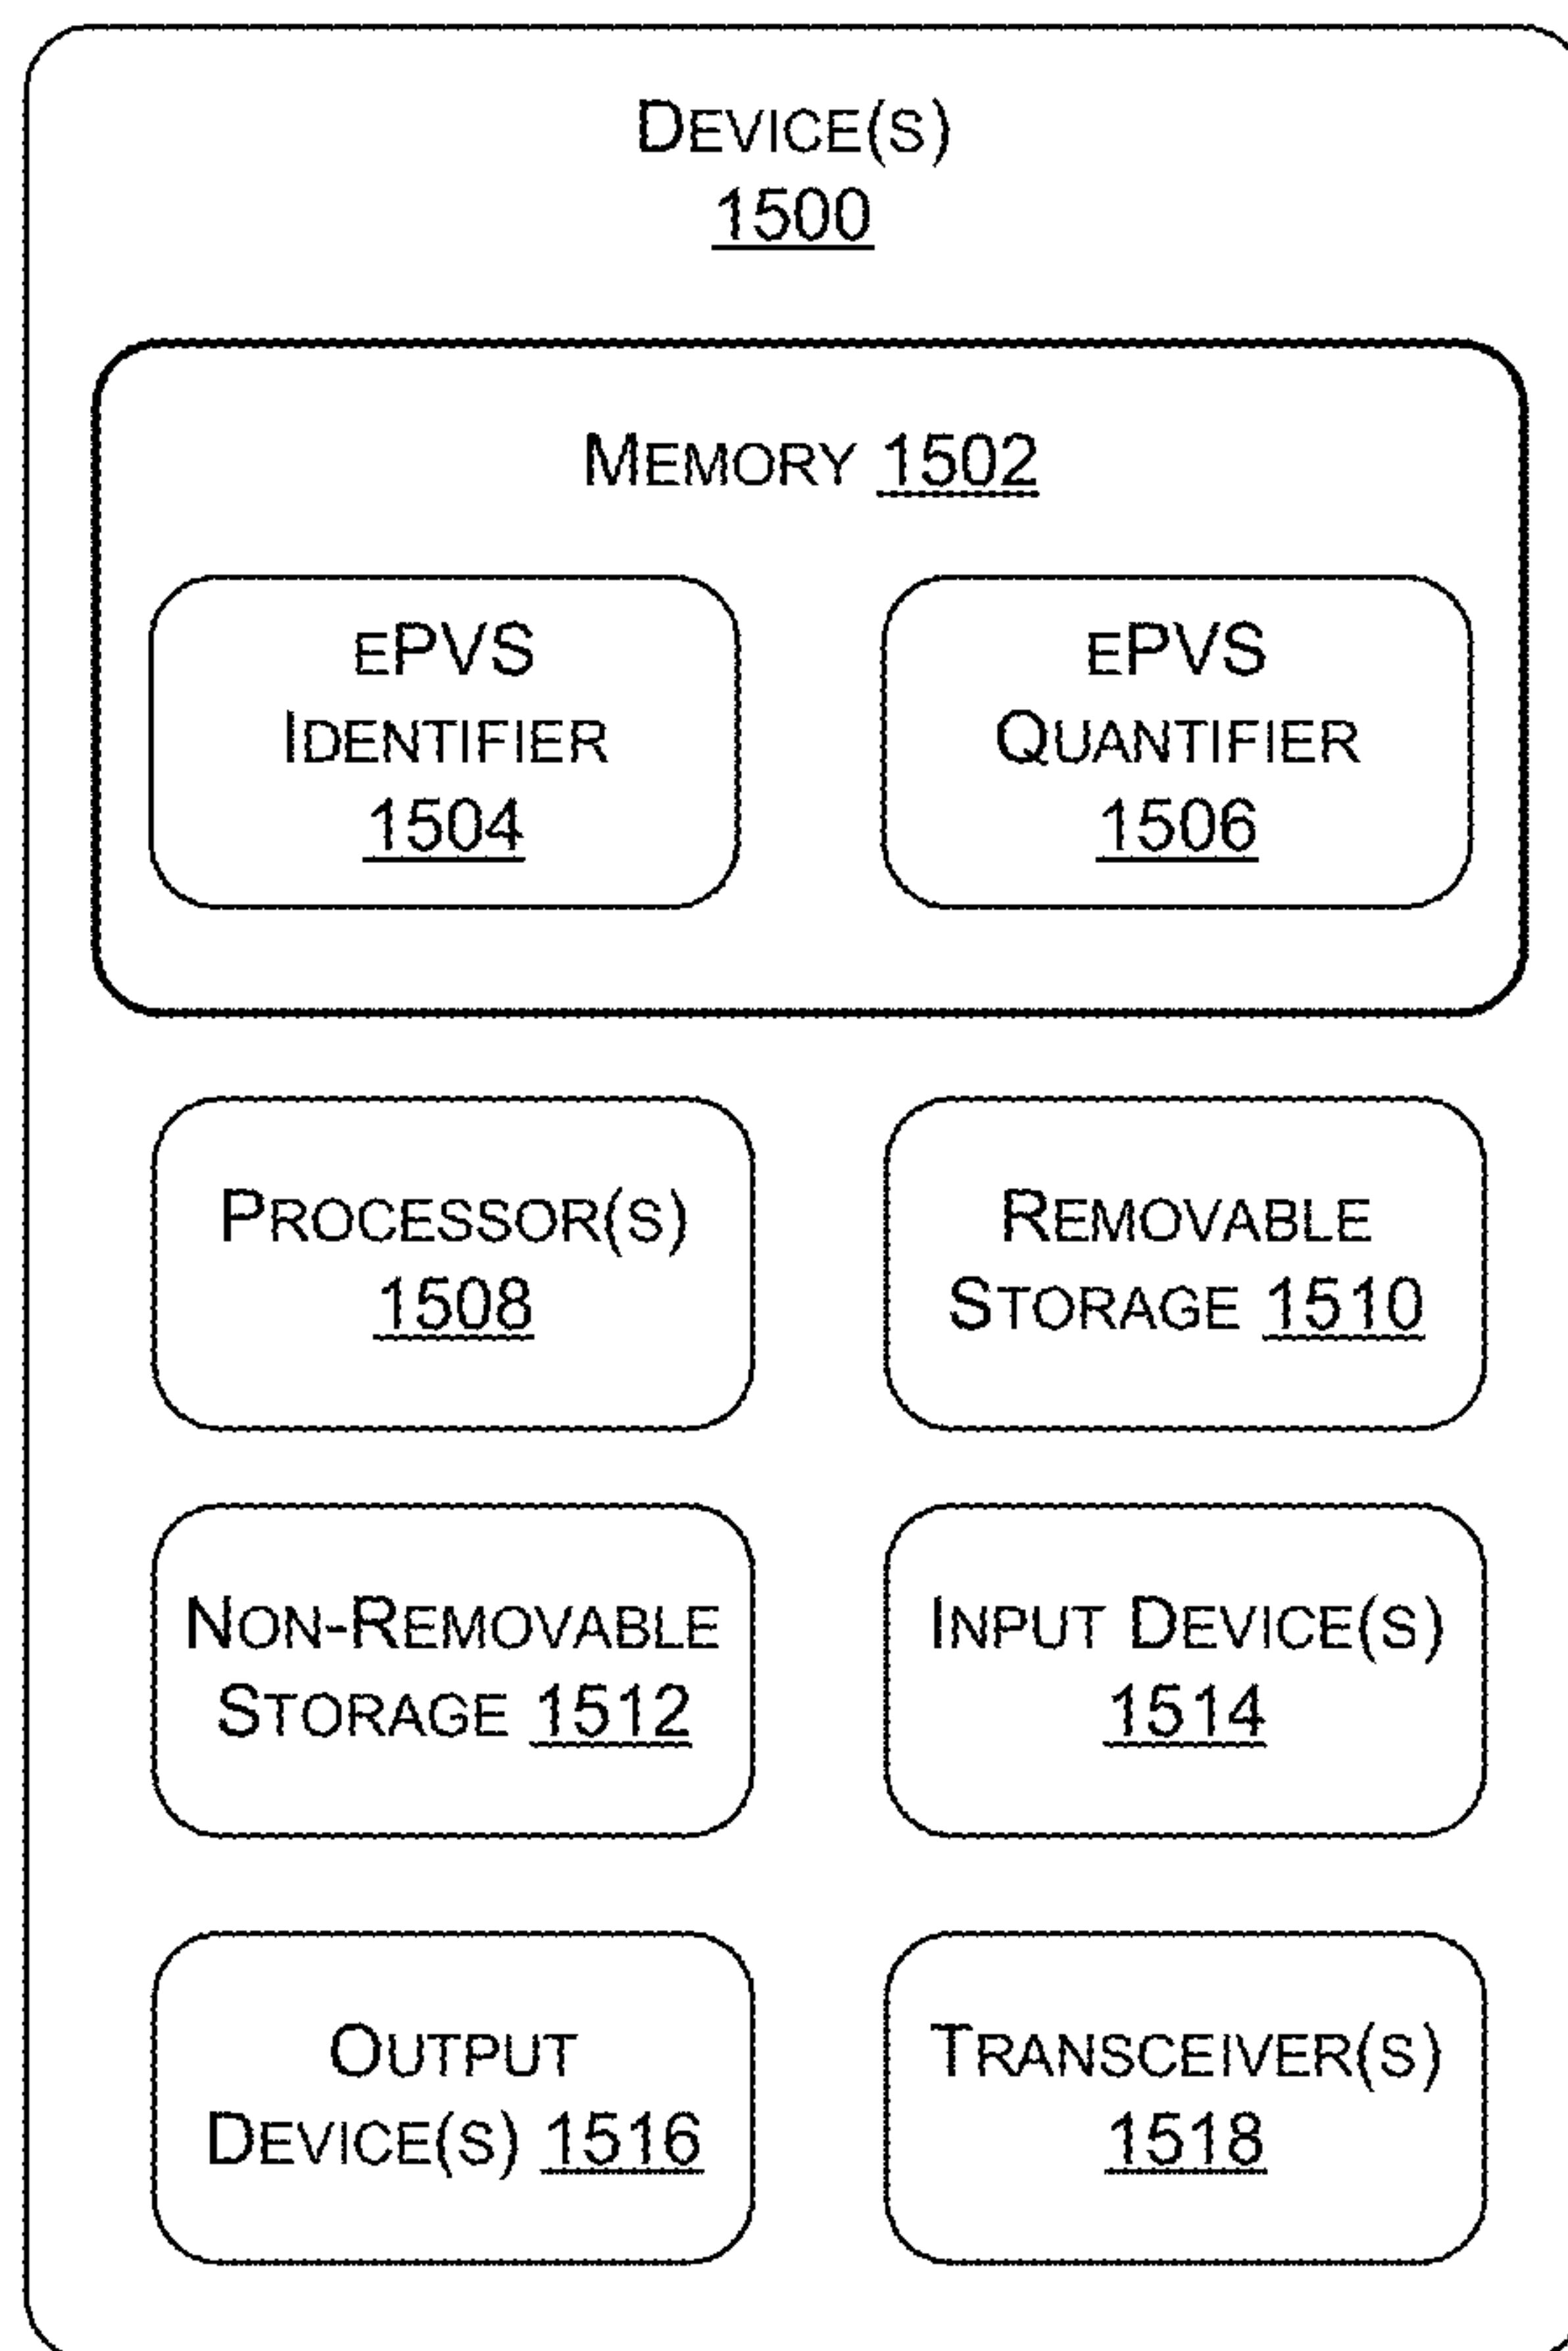 DEVICE(S)
1500
MEMORY 1502
EPVS
IDENTIFIER
1504
EPVS
QUANTIFIER
1506
PROCESSOR(S)
1508
REMOVABLE
STORAGE 1510
NON-REMOVABLE
STORAGE 1512
INPUT DEVICE(S)
1514
OUTPUT
DEVICE(S) 1516
TRANSCEIVER(S)
1518